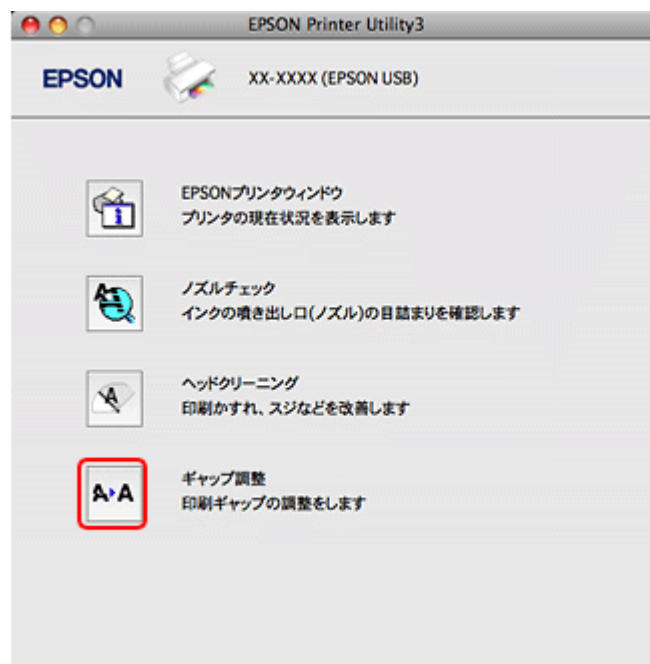 EPSON Printer Utility3
EPSON
XX-XXXX (EPSON USB)
EPSONプリンタウィンドウ
プリンタの現在状況を表示します
ノズルチェック
インクの噴き出し口(ノズル)の目詰まりを確認します
ヘッドクリーニング
印刷かすれ、スジなどを改善します
A▸A
ギャップ調整
印刷ギャップの調整をします